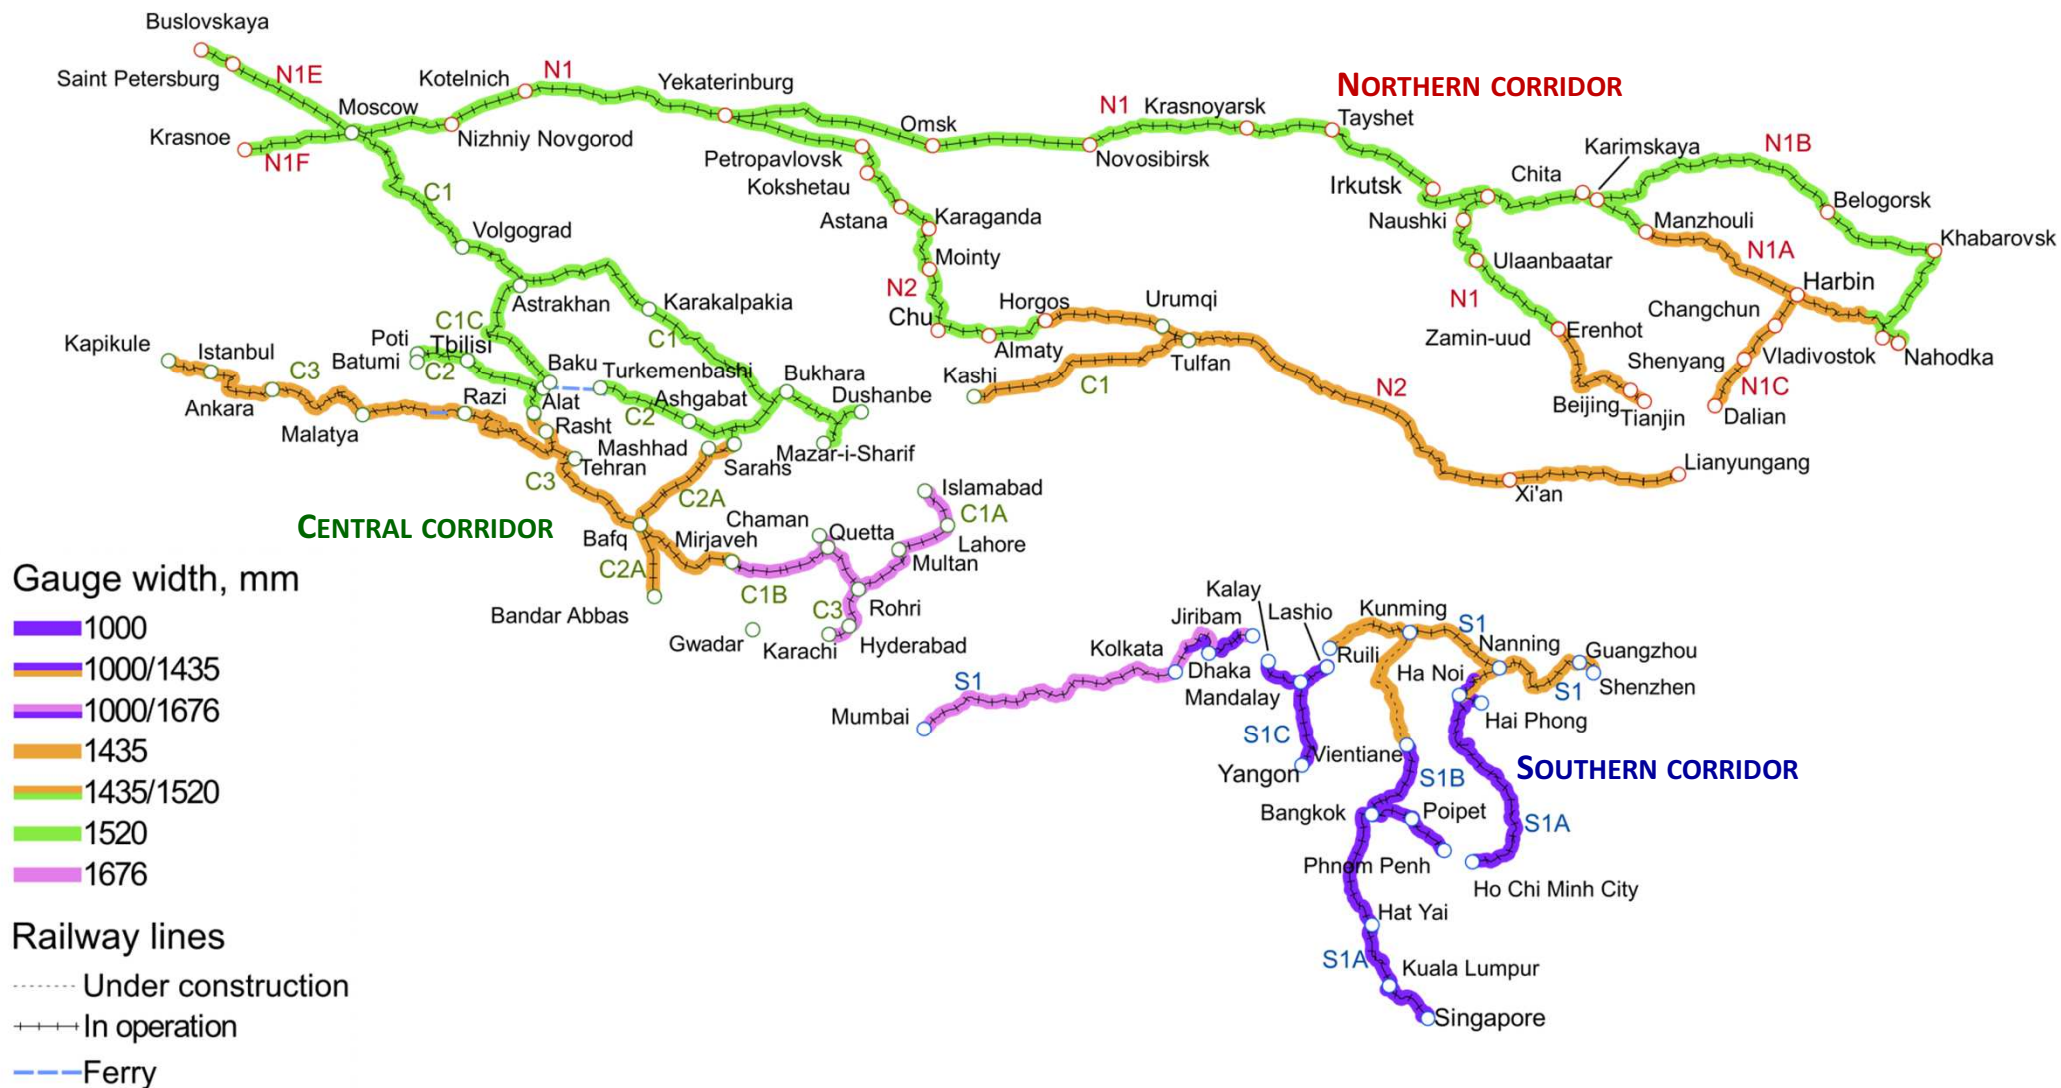 Buslovskaya
Saint Petersburg
N1E
Kotelnich
N1
Yekaterinburg
NORTHERN CORRIDOR
Moscow
Krasnoe
N1F
Nizhniy Novgorod
Omsk
N1
Krasnoyarsk
Tayshet
Petropavlovsk
Novosibirsk
Kokshetau
Karimskaya
N1B
Chita
Irkutsk
C1
Astana
Karaganda
Naushki
Manzhouli
Belogorsk
Volgograd
Mointy
Ulaanbaatar
N1A
Khabarovsk
N2
Horgos
Urumqi
N1
Harbin
Astrakhan
Karakalpakia
Chu
Changchun
C1C
C1
Almaty
Zamin-uud
Erenhot
Kapikule
Istanbul
Poti
Tbilisi
Batumi
C2
Baku
Turkemenbashi
Bukhara
Kashi
C1
Tulfan
Shenyang
Vladivostok
Nahodka
C3
Razi
Alat
C2
Ashgabat
Dushanbe
N2
N1C
Ankara
Beijing
Tianjin
Dalian
Malatya
Rasht
Mashhad
Sarahs
Mazar-i-Sharif
Tehran
C3
C2A
Lianyungang
Xi'an
Islamabad
C1A
CENTRAL CORRIDOR
Chaman
Quetta
Lahore
Bafq
Mirjaveh
Multan
C2A
C1B
Bandar Abbas
C3
Rohri
Gwadar
Karachi
Hyderabad
Kalay
Lashio
Kunming
Jiribam
S1
Nanning
Kolkata
Ruili
Guangzhou
Dhaka
Ha Noi
S1
Shenzhen
S1
Mandalay
Mumbai
Hai Phong
S1C
Vientiane
Yangon
S1B
SOUTHERN CORRIDOR
Bangkok
Poipet
S1A
Phnom Penh
Ho Chi Minh City
Hat Yai
S1A
Kuala Lumpur
Singapore
Gauge width, mm
1000
1000/1435
1000/1676
1435
1435/1520
1520
1676
Railway lines
Under construction
In operation
Ferry